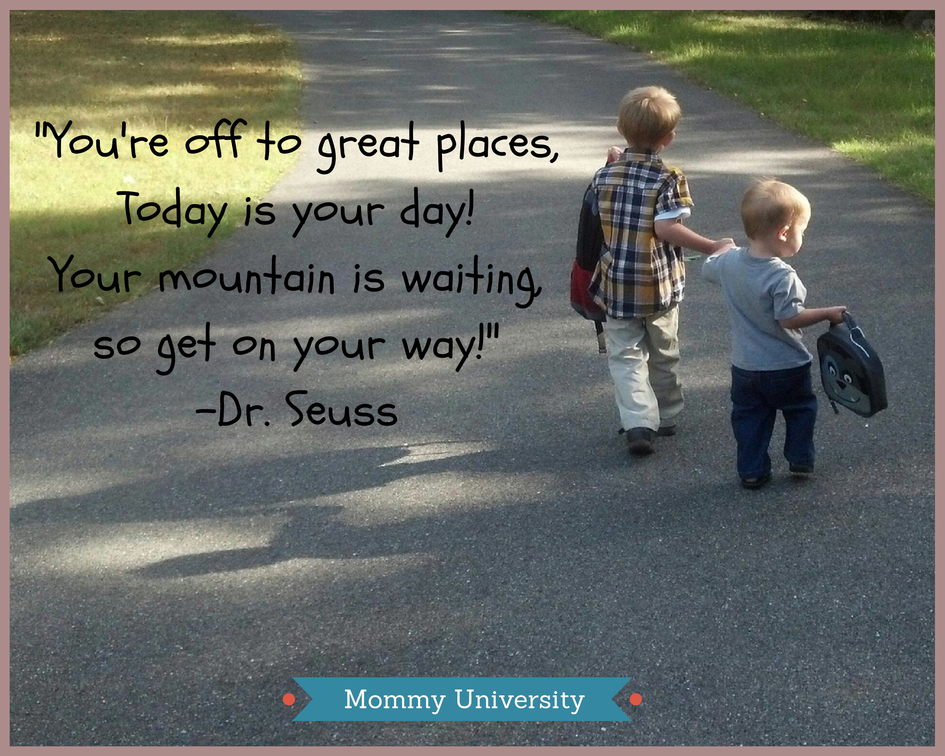 "You're off to great places,
Today is your day!
Your mountain is waiting,
so get on your way!"
-Dr. Seuss
Mommy University